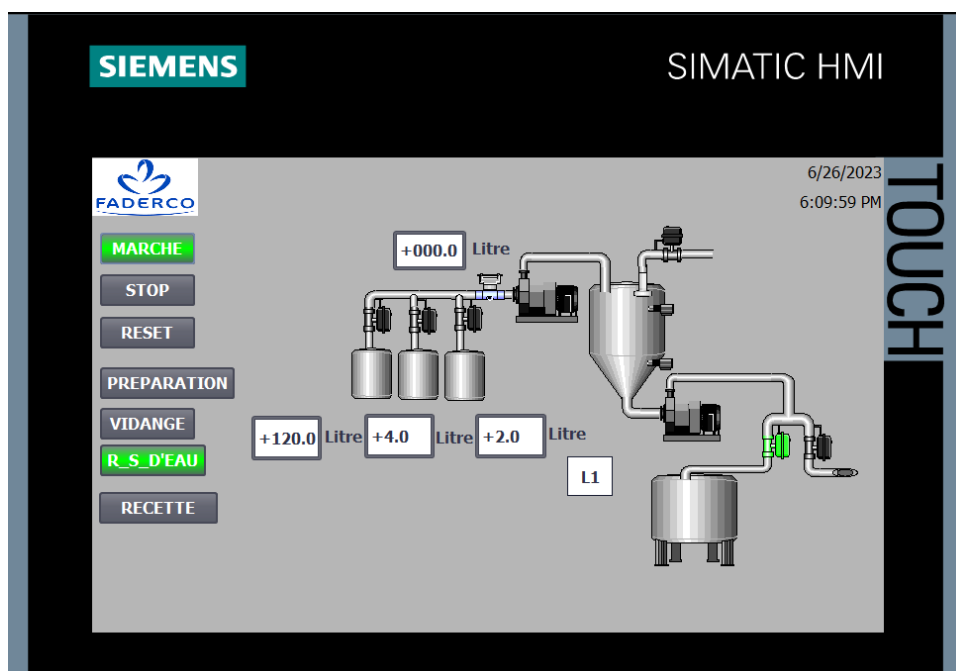 SIEMENS
SIMATIC HMI
TOUCH
FADERCO
6/26/2023
6:09:59 PM
MARCHE
STOP
RESET
PREPARATION
VIDANGE
R_S_D'EAU
RECETTE
+000.0 Litre
+120.0 Litre +4.0 Litre +2.0 Litre
L1